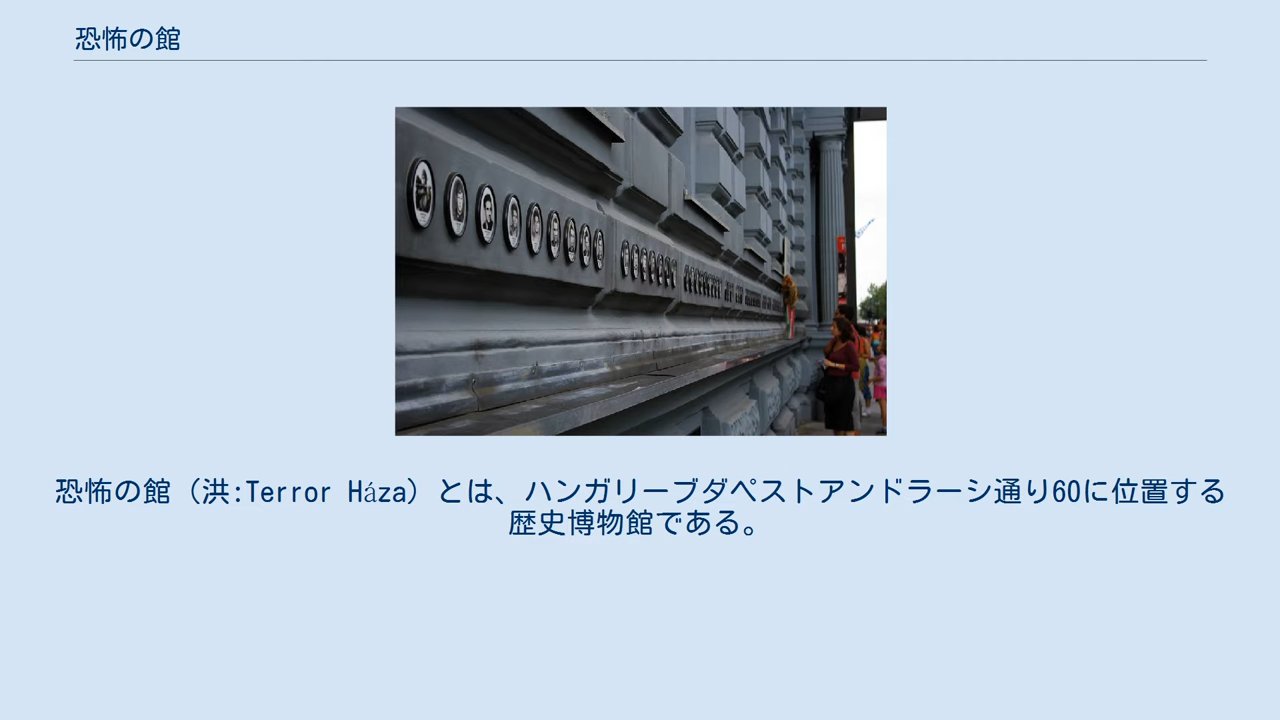 恐怖の館
恐怖の館（洪:Terror Háza）とは、ハンガリーブダペストアンドラーシ通り60に位置する
歴史博物館である。